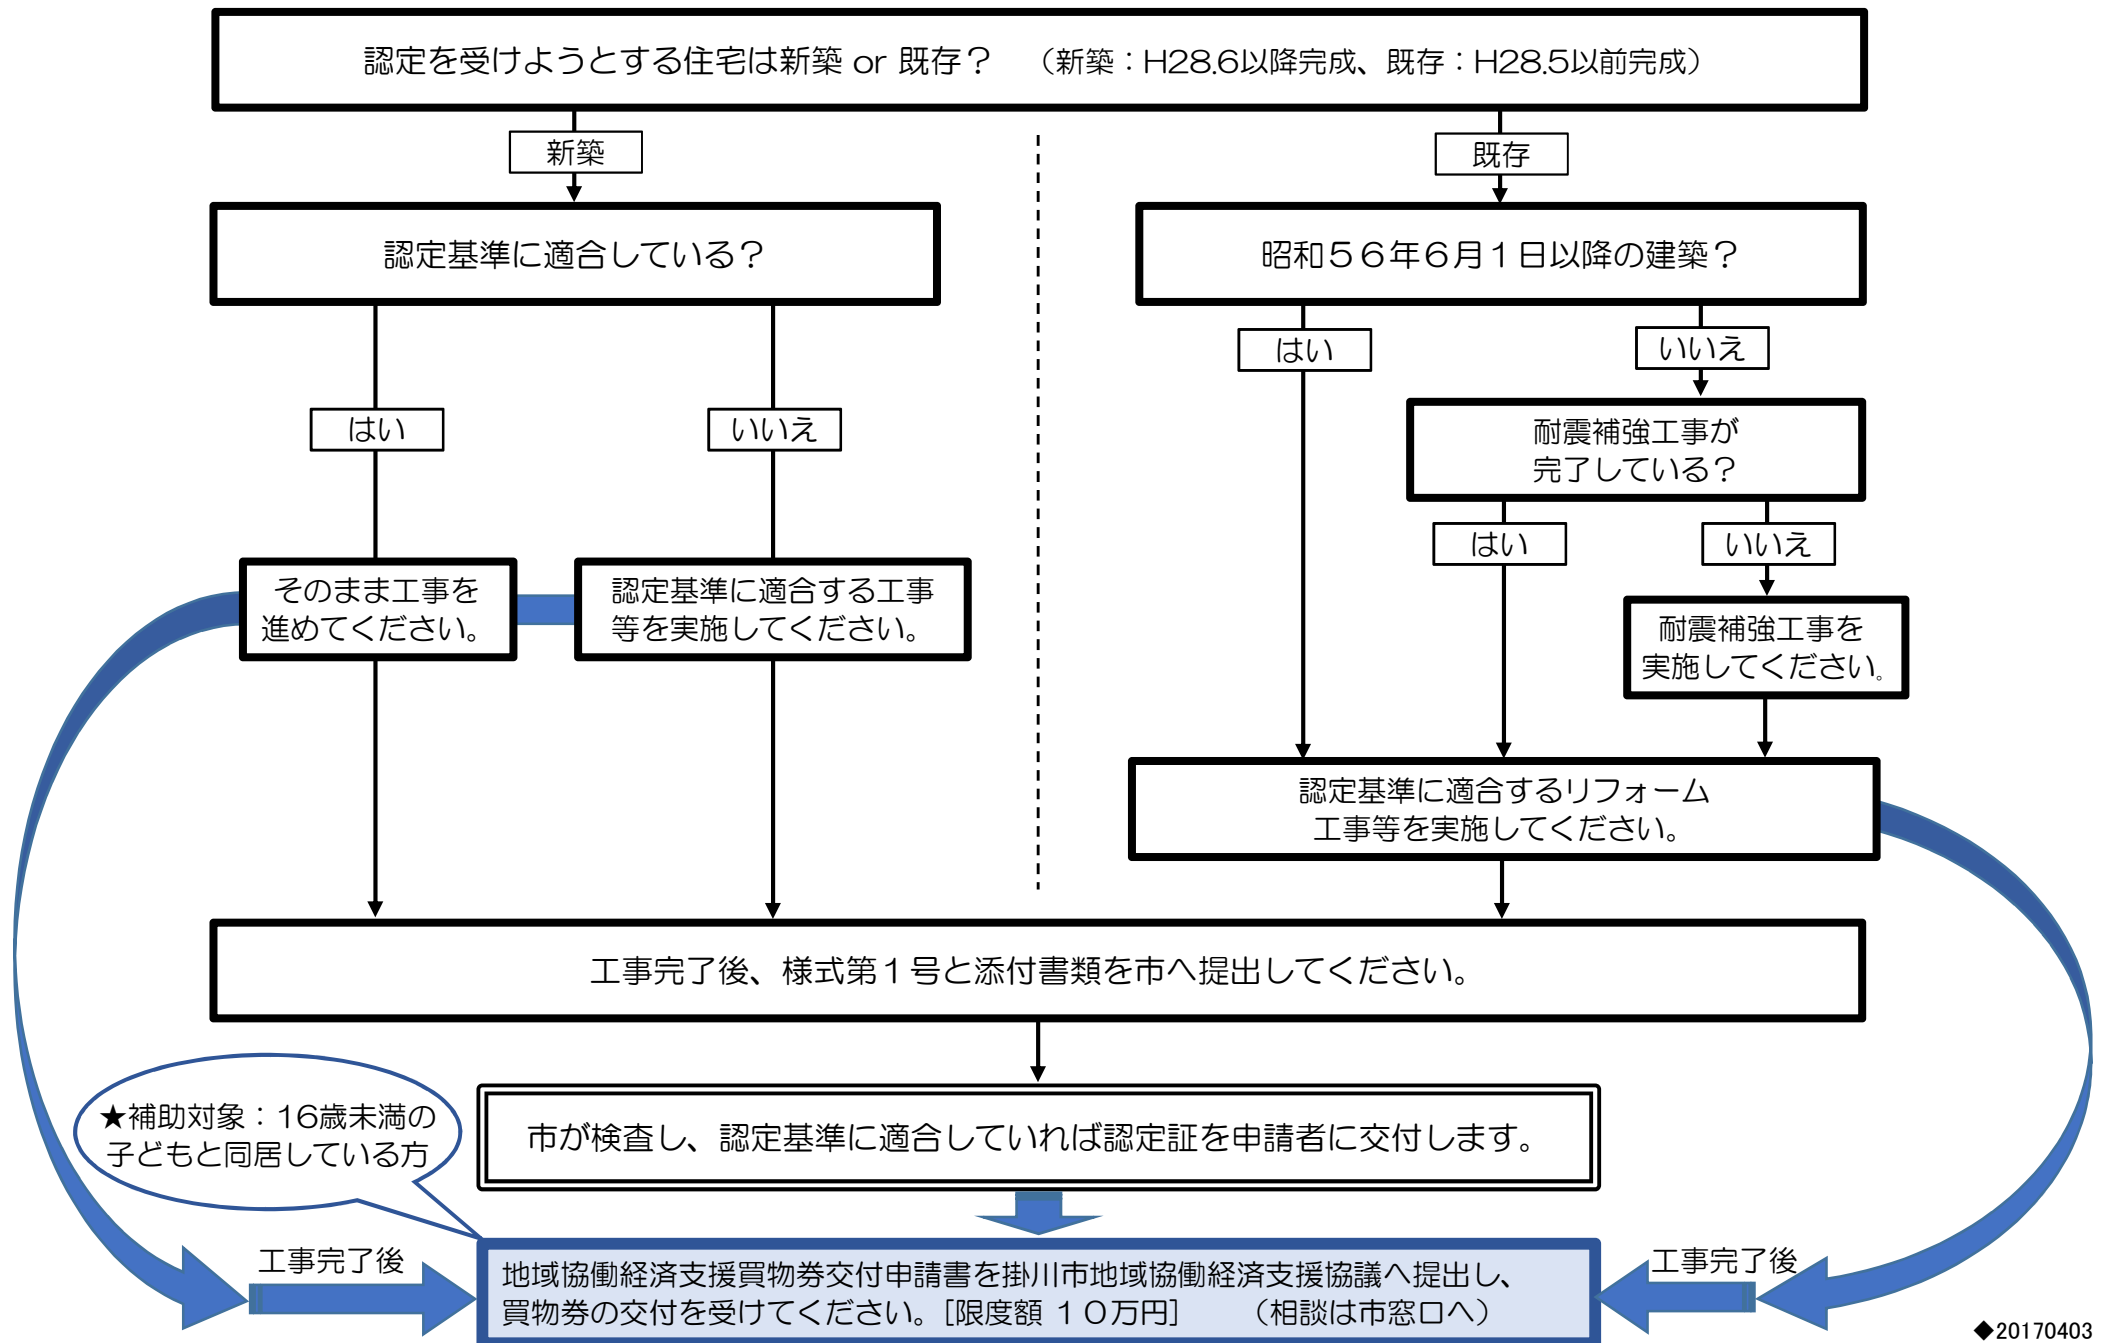 認定を受けようとする住宅は新築 or 既存？　（新築：H28.6以降完成、既存：H28.5以前完成）
新築
既存
認定基準に適合している？
昭和５６年６月１日以降の建築？
はい
いいえ
はい
いいえ
耐震補強工事が
完了している？
はい
いいえ
そのまま工事を
進めてください。
認定基準に適合する工事
等を実施してください。
耐震補強工事を
実施してください。
認定基準に適合するリフォーム
工事等を実施してください。
工事完了後、様式第１号と添付書類を市へ提出してください。
★補助対象：16歳未満の
子どもと同居している方
市が検査し、認定基準に適合していれば認定証を申請者に交付します。
工事完了後
地域協働経済支援買物券交付申請書を掛川市地域協働経済支援協議へ提出し、
買物券の交付を受けてください。［限度額 １０万円］　　（相談は市窓口へ）
工事完了後
◆20170403